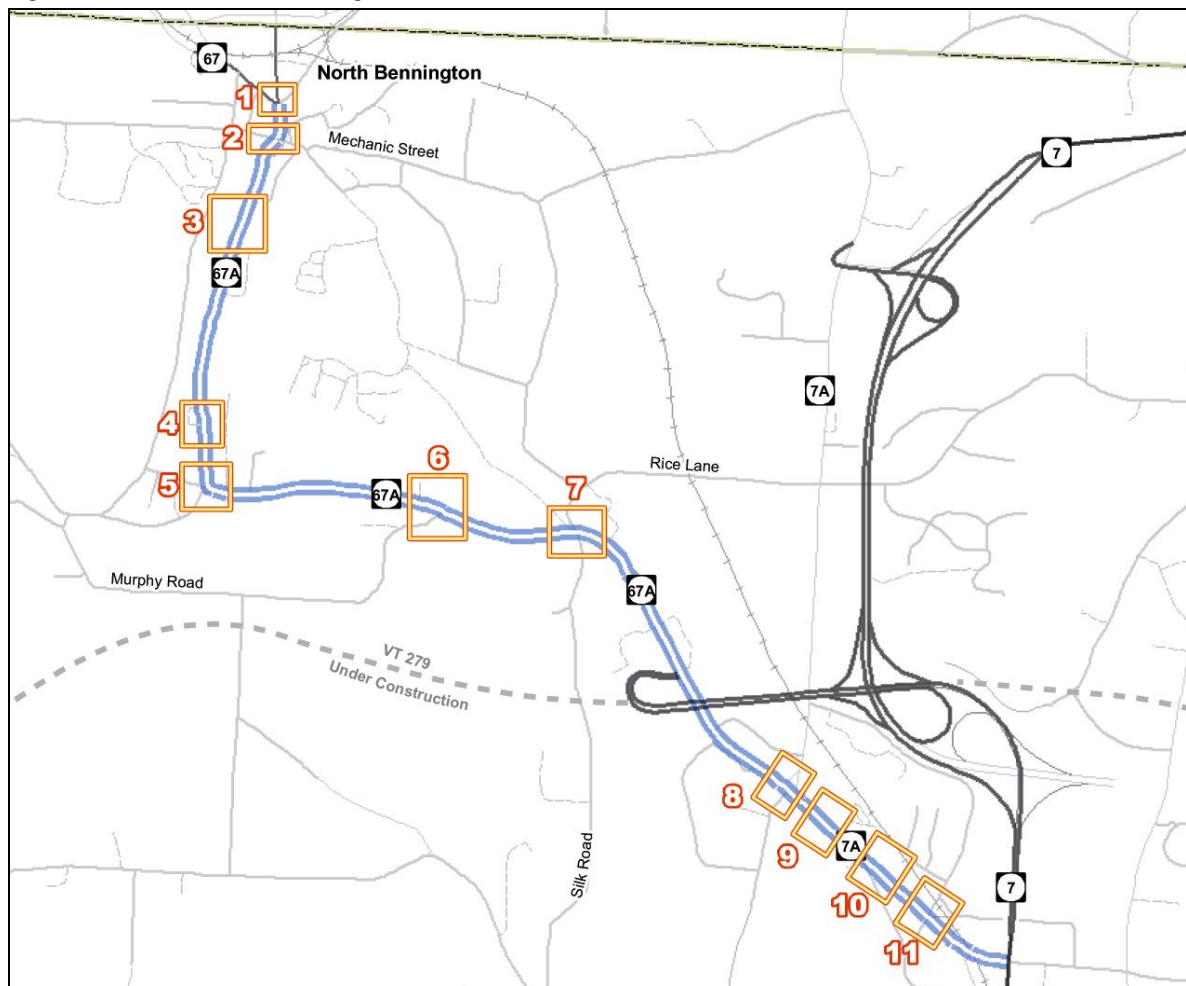 67
North Bennington
1
2
Mechanic Street
7
3
67A
7A
4
6
Rice Lane
5
67A
7
67A
Murphy Road
VT 279
Under Construction
8
9
7A
Silk Road
7
10
11